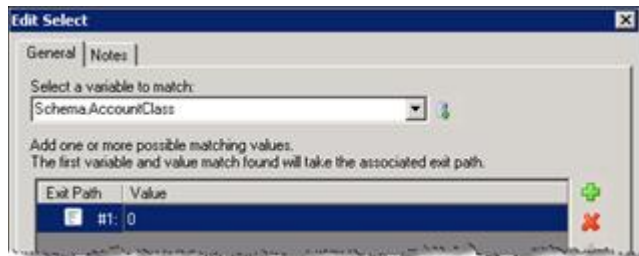 Edit Select
General Notes
Select a variable to match:
Schema.AccountClass
Add one or more possible matching values.
The first variable and value match found will take the associated exit path.
Exit Path Value
#1: 0